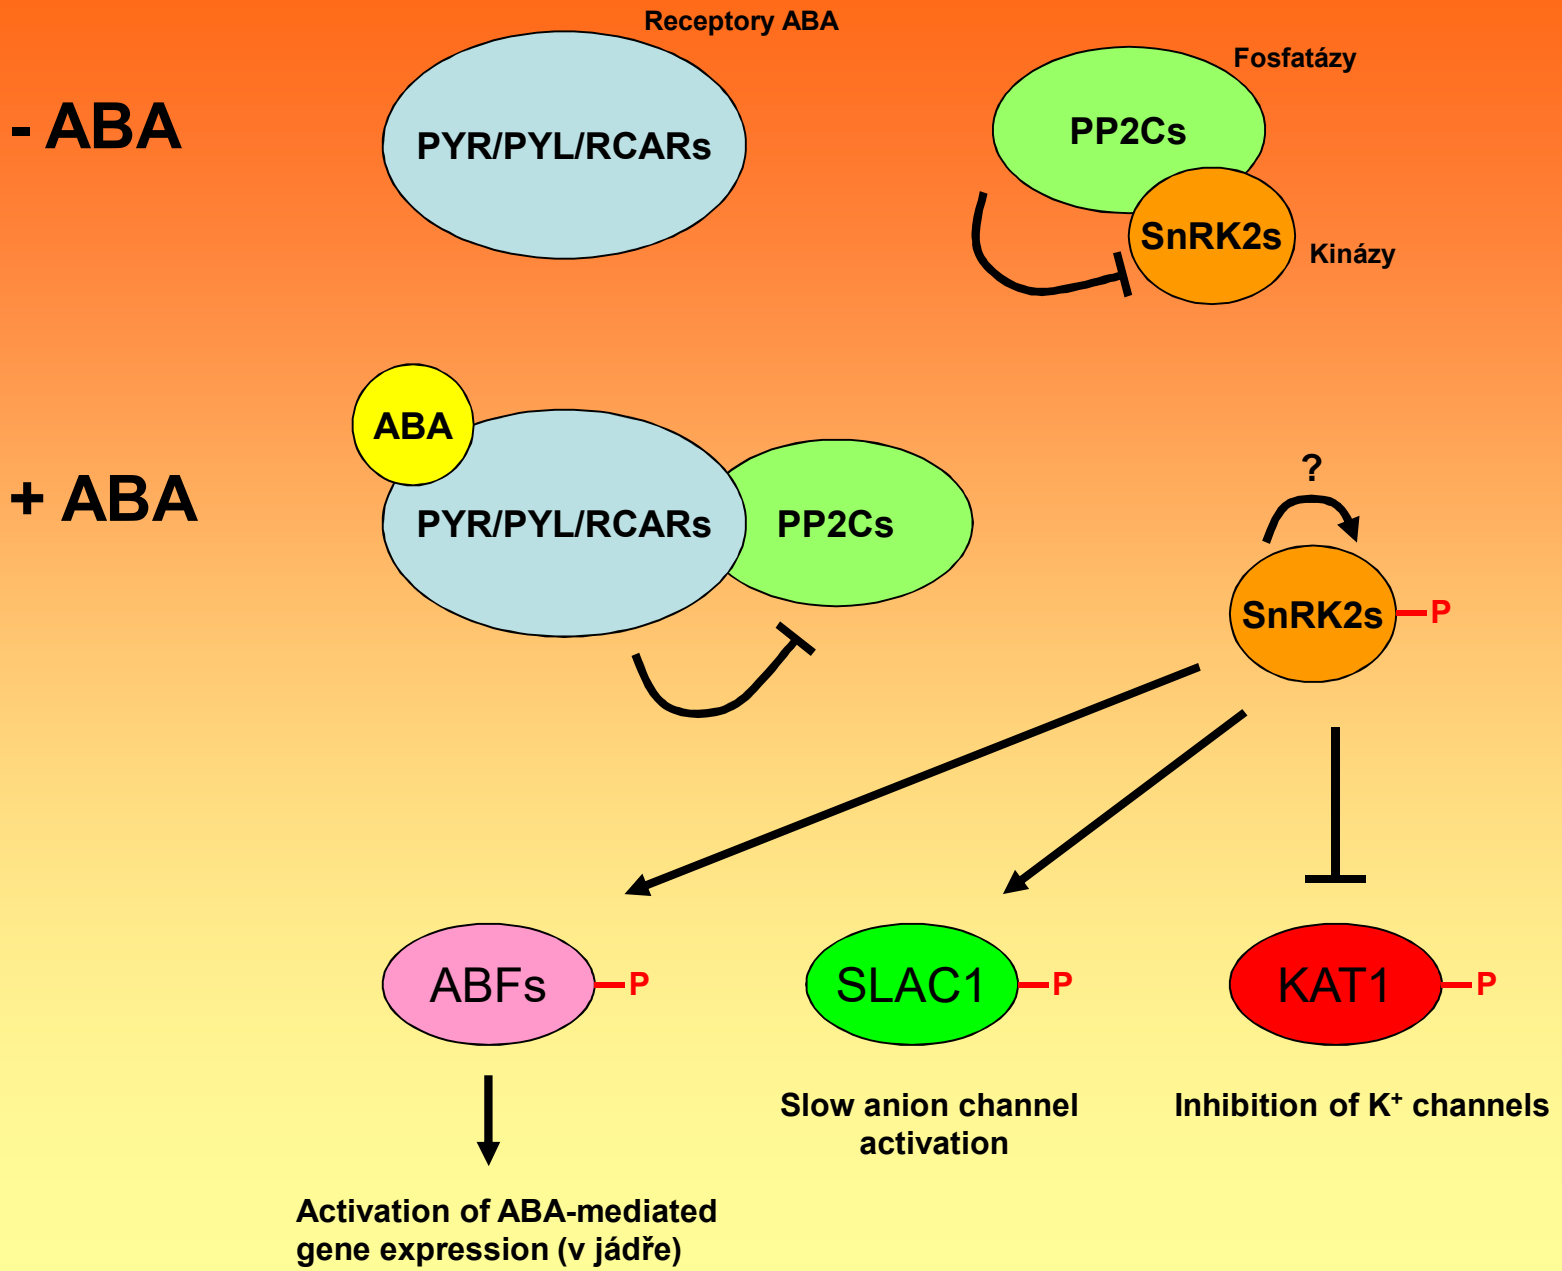 Receptory ABA
Fosfatázy
- ABA
PYR/PYL/RCARs
PP2Cs
SnRK2s
Kinázy
ABA
+ ABA
PYR/PYL/RCARs
PP2Cs
?
SnRK2s
P
ABFs
P
SLAC1
P
KAT1
P
Slow anion channel
activation
Inhibition of K⁺ channels
Activation of ABA-mediated
gene expression (v jádře)